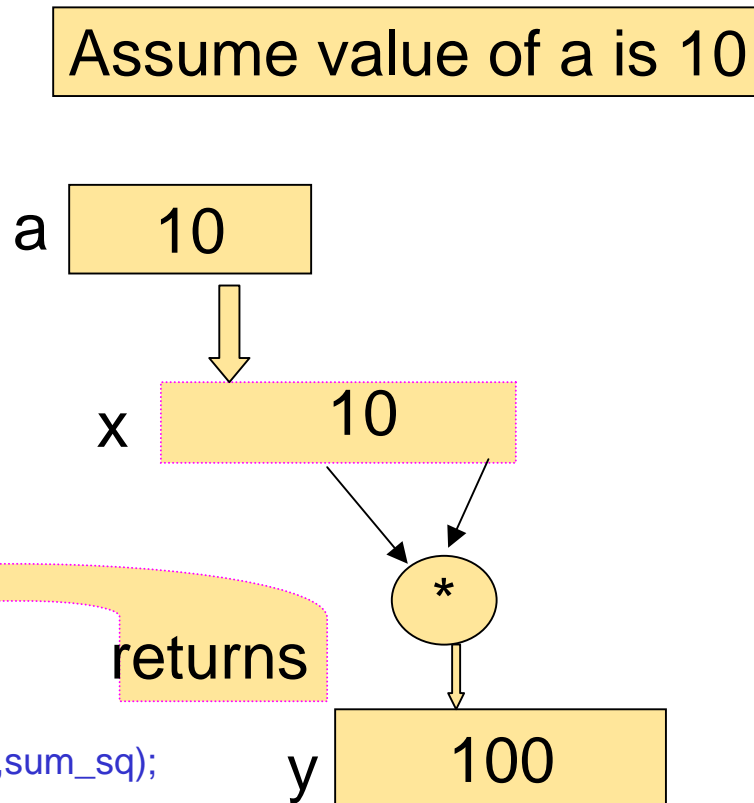 Assume value of a is 10
a 10
x 10
*
returns
,sum_sq);
y 100